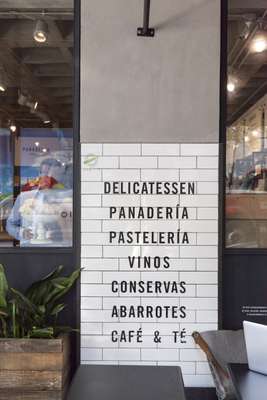 DELICATESSEN
PANADERÍA
PASTELERÍA
VINOS
CONSERVAS
ABARROTES
CAFÉ & TÉ